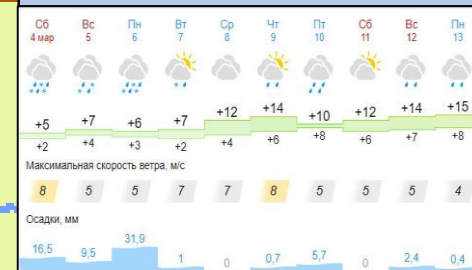 Сб Вс Пн Вт Ср Чт Пт Сб Вс Пн
4 мар 5 6 7 8 9 10 11 12 13
+5 +7 +6 +7 +12 +14 +10 +12 +14 +15
+2 +4 +3 +2 +4 +6 +8 +6 +7 +8
Максимальная скорость ветра, м/с
8 5 5 7 7 8 5 5 5 4
Осадки, мм
16,5 9,5 31,9 1 0 0,7 5,7 0 2,4 0,4